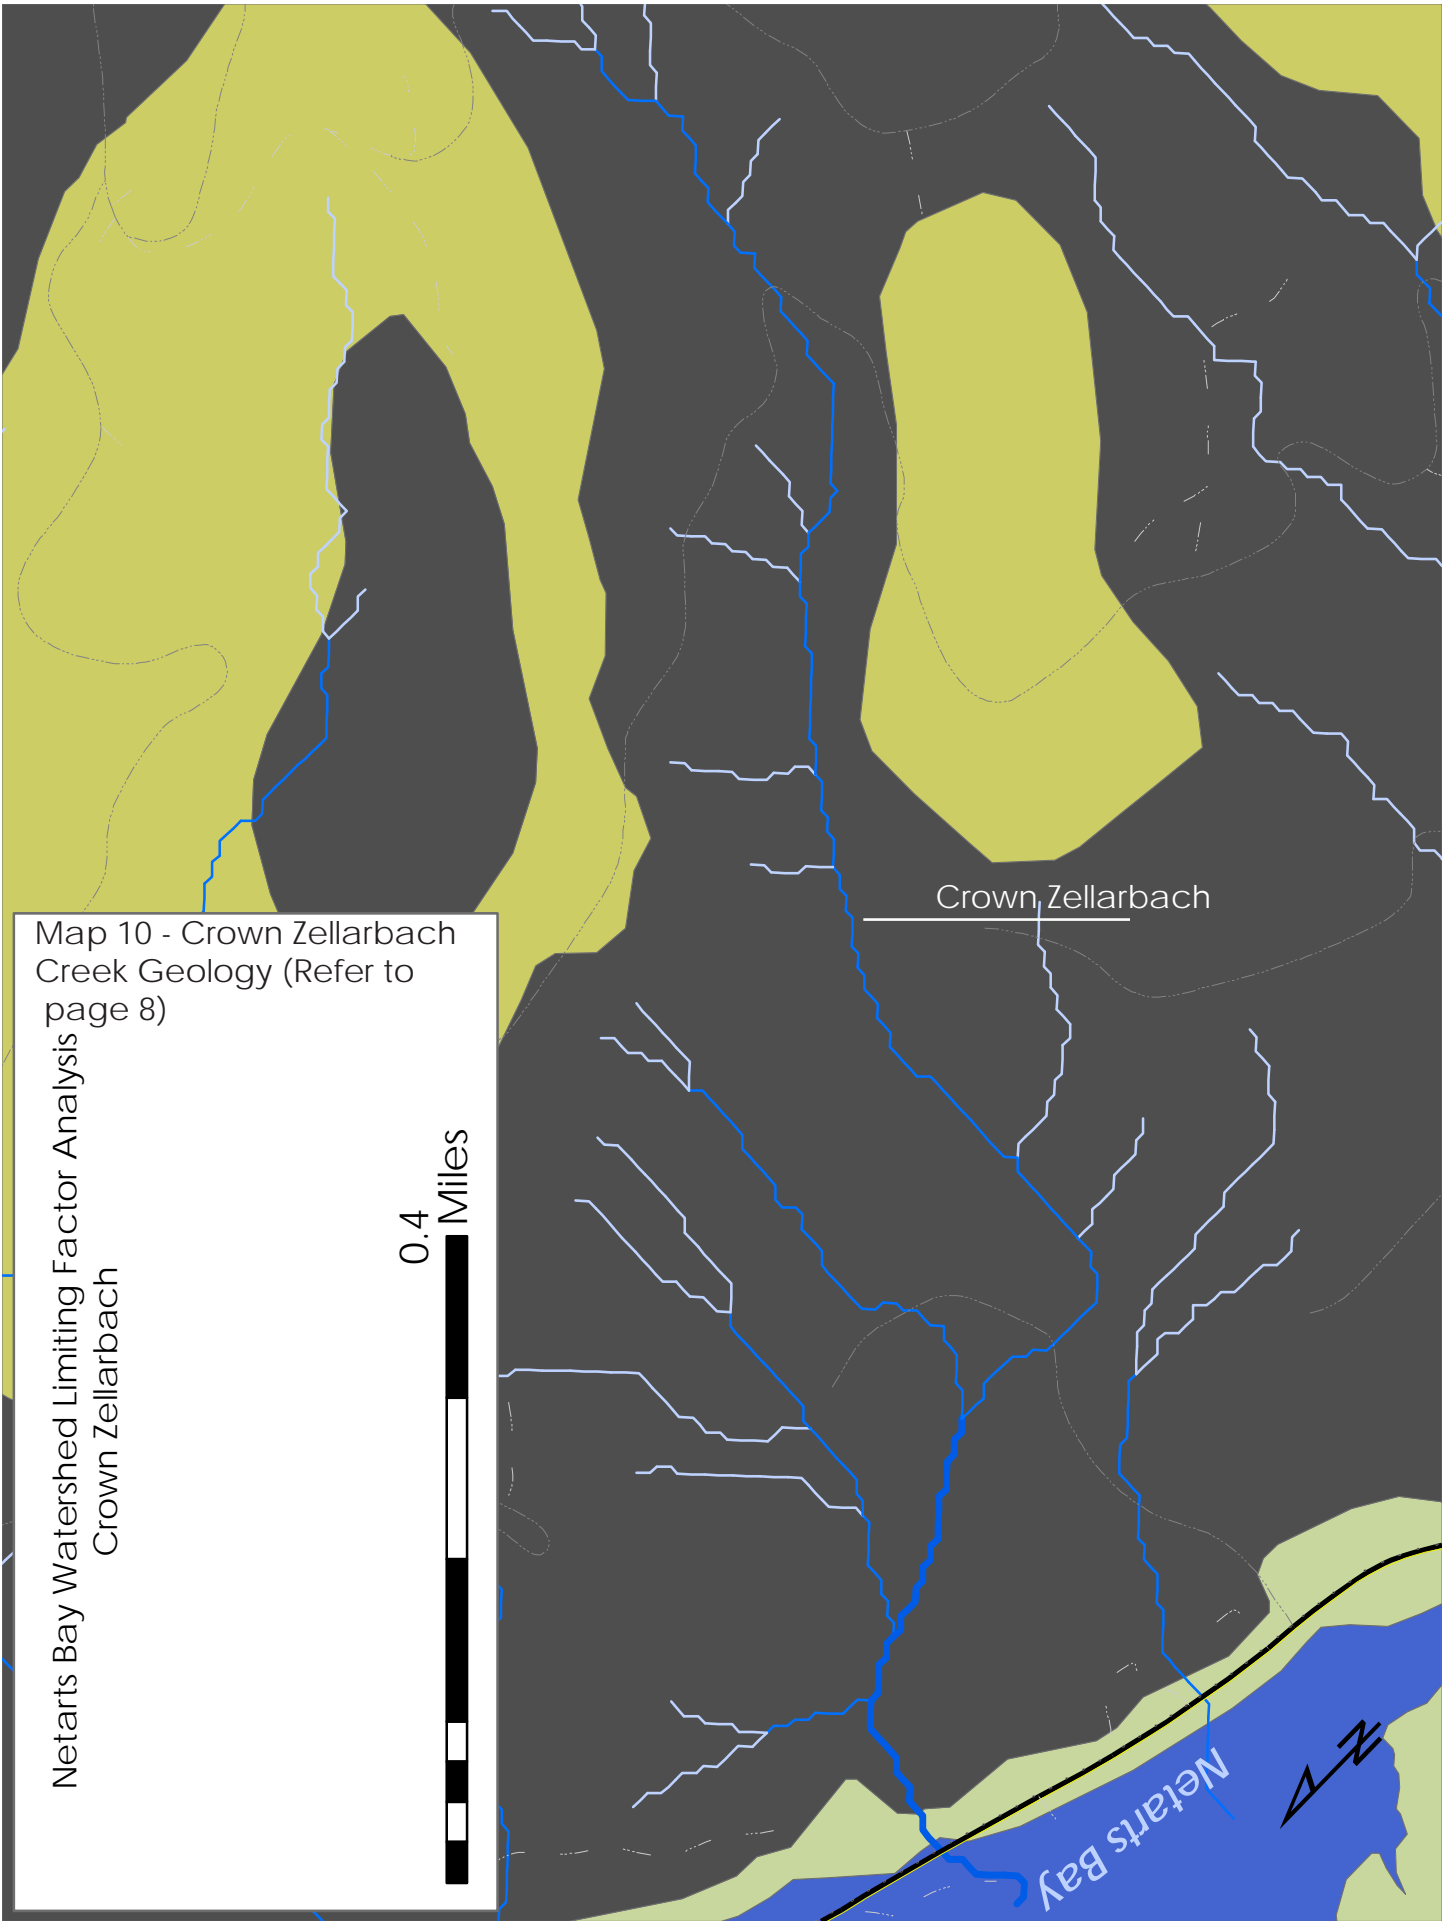 Crown Zellarbach
Map 10 - Crown Zellarbach
Creek Geology (Refer to
page 8)
Netarts Bay Watershed Limiting Factor Analysis
Crown Zellarbach
0.4
Miles
Netarts Bay
N